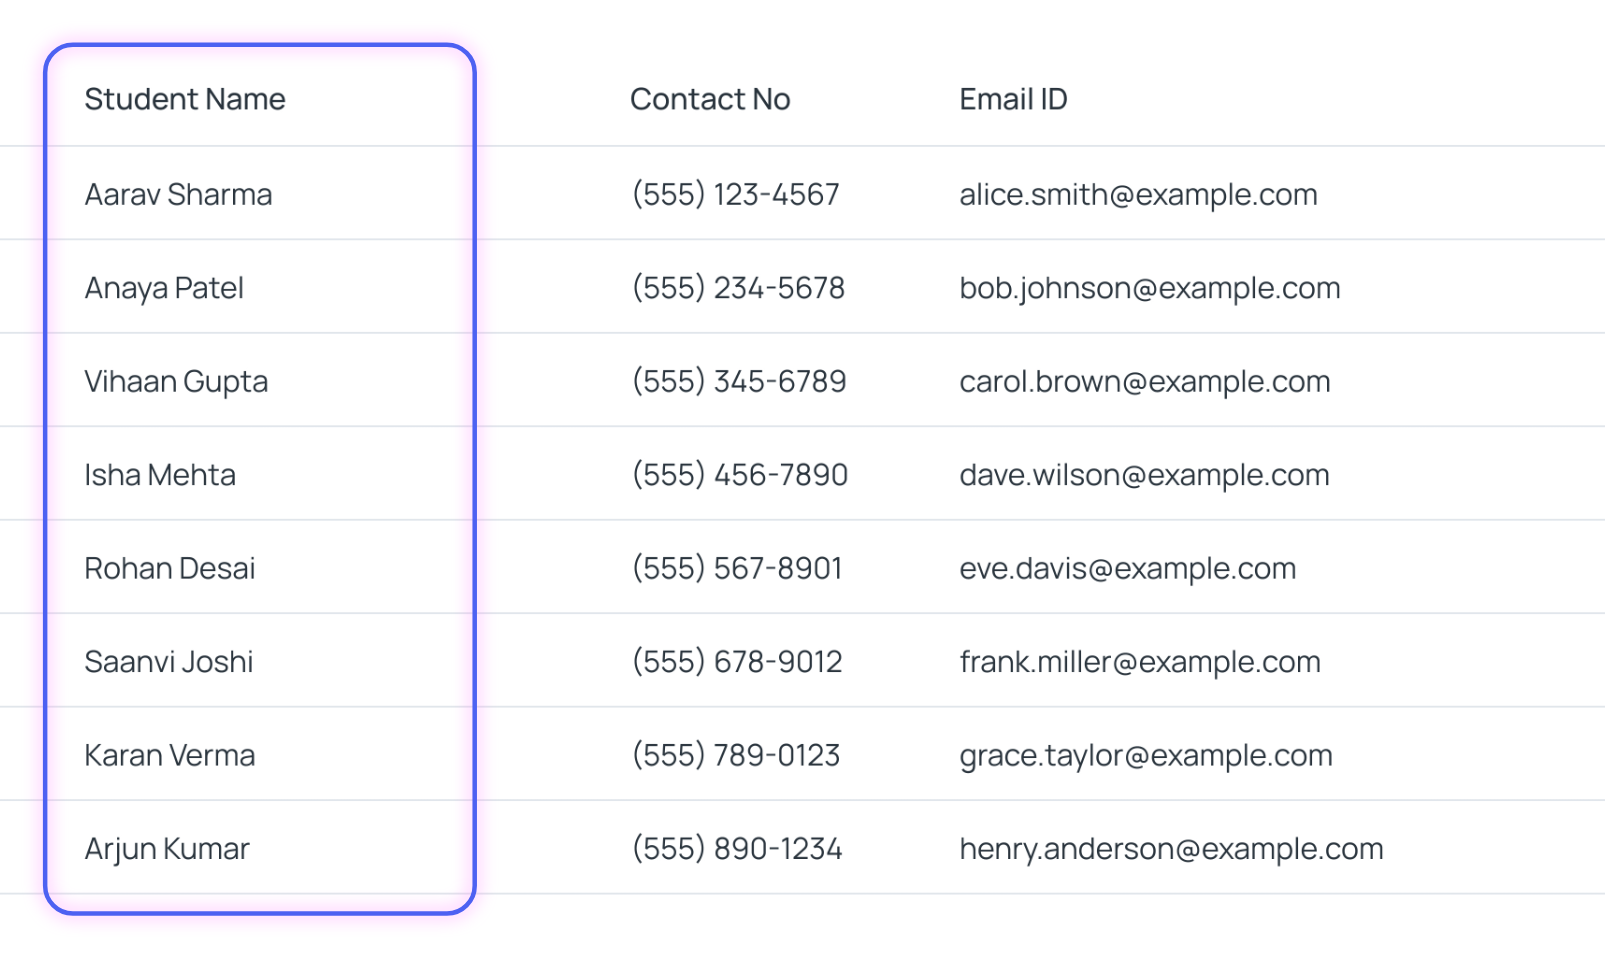 Student Name Contact No Email ID
Aarav Sharma (555) 123-4567 alice.smith@example.com
Anaya Patel (555) 234-5678 bob.johnson@example.com
Vihaan Gupta (555) 345-6789 carol.brown@example.com
Isha Mehta (555) 456-7890 dave.wilson@example.com
Rohan Desai (555) 567-8901 eve.davis@example.com
Saanvi Joshi (555) 678-9012 frank.miller@example.com
Karan Verma (555) 789-0123 grace.taylor@example.com
Arjun Kumar (555) 890-1234 henry.anderson@example.com